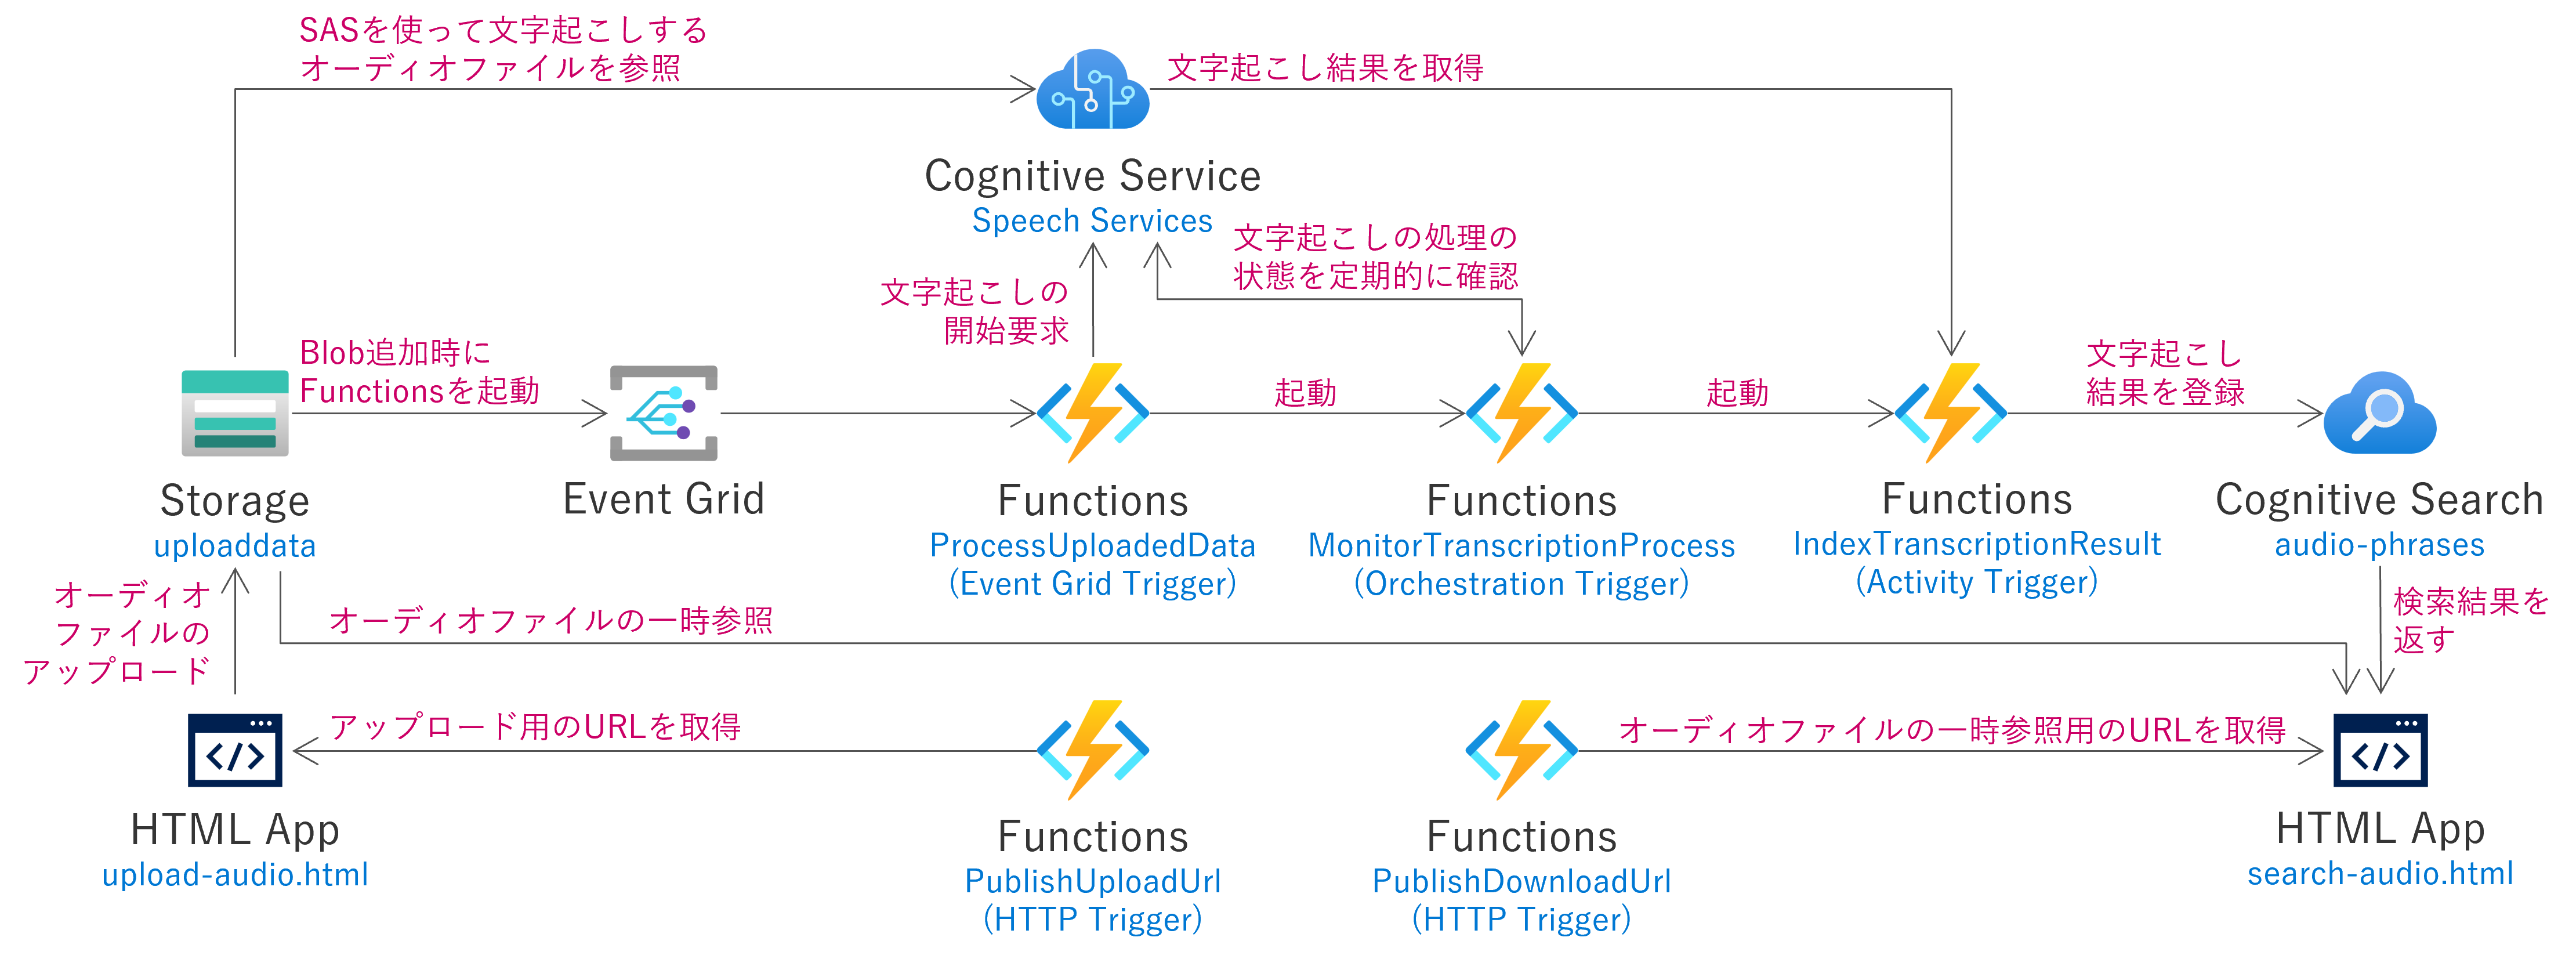 SASを使って文字起こしする
オーディオファイルを参照
文字起こし結果を取得
Cognitive Service
Speech Services
文字起こしの処理の
状態を定期的に確認
文字起こしの
開始要求
Blob追加時に
Functionsを起動
起動
起動
文字起こし
結果を登録
Storage
uploaddata
Event Grid
Functions
ProcessUploadedData
(Event Grid Trigger)
Functions
MonitorTranscriptionProcess
(Orchestration Trigger)
Functions
IndexTranscriptionResult
(Activity Trigger)
Cognitive Search
audio-phrases
オーディオ
ファイルの
アップロード
オーディオファイルの一時参照
検索結果を
返す
アップロード用のURLを取得
オーディオファイルの一時参照用のURLを取得
HTML App
upload-audio.html
Functions
PublishUploadUrl
(HTTP Trigger)
Functions
PublishDownloadUrl
(HTTP Trigger)
HTML App
search-audio.html